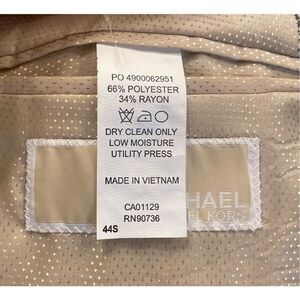 PO 4900062951
66% POLYESTER
34% RAYON
DRY CLEAN ONLY
LOW MOISTURE
UTILITY PRESS
MADE IN VIETNAM
CA01129
RN90736
44S
HAEL
EL KORS